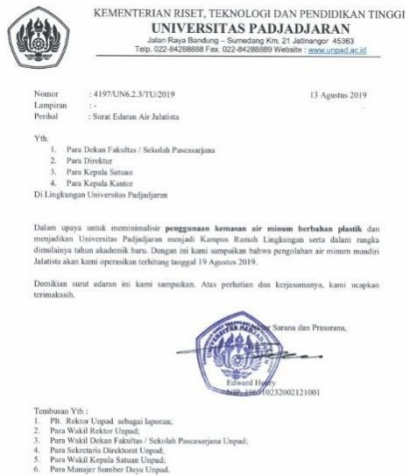 KEMENTERIAN RISET, TEKNOLOGI DAN PENDIDIKAN TINGGI
UNIVERSITAS PADJADJARAN
Jalan Raya Bandung – Sumedang Km. 21 Jatinangor 45363
Telp. 022-84288888 Fax. 022-84288889 Website : www.unpad.ac.id
Nomor : 4197/UN6.2.3/TU/2019 13 Agustus 2019
Lampiran : -
Perihal : Surat Edaran Air Jalatista
Yth.
1. Para Dekan Fakultas / Sekolah Pascasarjana
2. Para Direktur
3. Para Kepala Satuan
4. Para Kepala Kantor
Di Lingkungan Universitas Padjadjaran
Dalam upaya untuk meminimalisir penggunaan kemasan air minum berbahan plastik dan
menjadikan Universitas Padjadjaran menjadi Kampus Ramah Lingkungan serta dalam rangka
dimulainya tahun akademik baru. Dengan ini kami sampaikan bahwa pengolahan air minum mandiri
Jalatista akan kami operasikan terhitung tanggal 19 Agustus 2019.
Demikian surat edaran ini kami sampaikan. Atas perhatian dan kerjasamanya, kami ucapkan
terimakasih.
Sarana dan Prasarana,
Edward Henry
Tembusan Yth :
1. Plt. Rektor Unpad sebagai laporan;
2. Para Wakil Rektor Unpad;
3. Para Wakil Dekan Fakultas / Sekolah Pascasarjana Unpad;
4. Para Sekretaris Direktorat Unpad;
5. Para Wakil Kepala Satuan Unpad;
6. Para Manajer Sumber Daya Unpad.